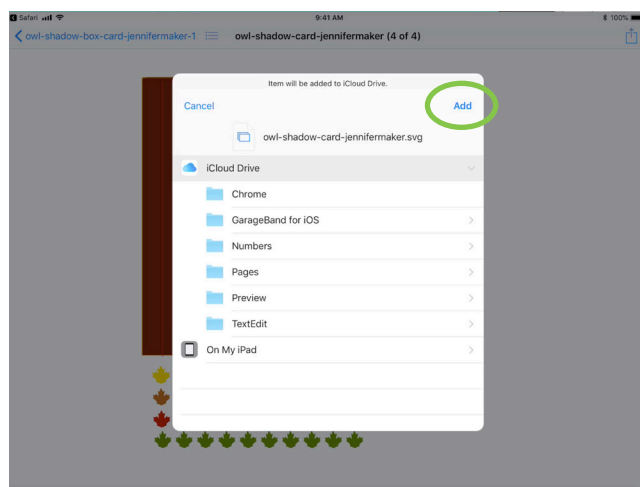 Safari 9:41 AM 100%
owl-shadow-box-card-jennifermaker-1 owl-shadow-card-jennifermaker (4 of 4)
Item will be added to iCloud Drive.
Cancel Add
owl-shadow-card-jennifermaker.svg
iCloud Drive
Chrome
GarageBand for iOS
Numbers
Pages
Preview
TextEdit
On My iPad